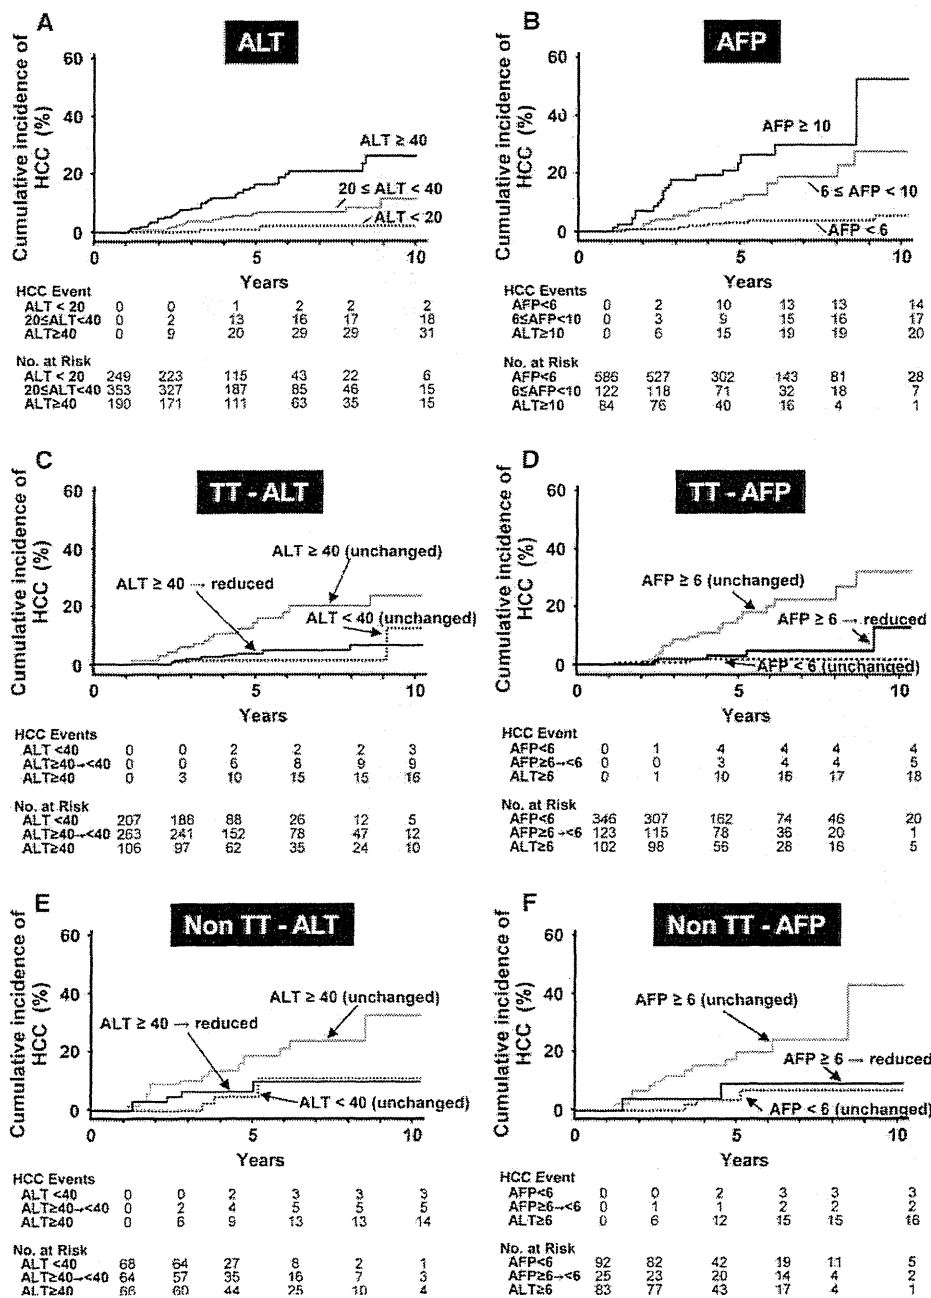 A
ALT
Cumulative incidence of HCC (%)
60
40
20
0
ALT ≥ 40
20 ≤ ALT < 40
ALT < 20
0 5 10
Years
HCC Event
ALT < 20 0 0 1 2 2 2
20≤ALT<40 0 2 13 16 17 18
ALT≥40 0 9 20 29 29 31
No. at Risk
ALT < 20 249 223 115 43 22 6
20≤ALT<40 353 327 187 85 46 15
ALT≥40 190 171 111 63 35 15
B
AFP
Cumulative incidence of HCC (%)
60
40
20
0
AFP ≥ 10
6 ≤ AFP < 10
AFP < 6
0 5 10
Years
HCC Events
AFP<6 0 2 10 13 13 14
6≤AFP<10 0 3 9 15 16 17
ALT≥10 0 6 15 19 19 20
No. at Risk
AFP<6 586 527 302 143 81 28
6≤AFP<10 122 118 71 32 18 7
ALT≥10 84 76 40 16 4 1
C
TT - ALT
Cumulative incidence of HCC (%)
60
40
20
0
ALT ≥ 40 (unchanged)
ALT ≥ 40 → reduced
ALT < 40 (unchanged)
0 5 10
Years
HCC Events
ALT <40 0 0 2 2 2 3
ALT≥40→<40 0 0 6 8 9 9
ALT≥40 0 3 10 15 15 16
No. at Risk
ALT <40 207 188 88 26 12 5
ALT≥40→<40 263 241 152 78 47 12
ALT≥40 106 97 62 35 24 10
D
TT - AFP
Cumulative incidence of HCC (%)
60
40
20
0
AFP ≥ 6 (unchanged)
AFP ≥ 6 → reduced
AFP < 6 (unchanged)
0 5 10
Years
HCC Event
AFP<6 0 1 4 4 4 4
AFP≥6→<6 0 0 3 4 4 5
ALT≥6 0 1 10 16 17 18
No. at Risk
AFP<6 346 307 162 74 46 20
AFP≥6→<6 123 115 78 36 20 1
ALT≥6 102 98 56 28 16 5
E
Non TT - ALT
Cumulative incidence of HCC (%)
60
40
20
0
ALT ≥ 40 (unchanged)
ALT ≥ 40 → reduced
ALT < 40 (unchanged)
0 5 10
Years
HCC Events
ALT <40 0 0 2 3 3 3
ALT≥40→<40 0 2 4 5 5 5
ALT≥40 0 6 9 13 13 14
No. at Risk
ALT <40 68 64 27 8 2 1
ALT≥40→<40 64 57 35 16 7 3
ALT≥40 66 60 44 25 10 4
F
Non TT - AFP
Cumulative incidence of HCC (%)
60
40
20
0
AFP ≥ 6 (unchanged)
AFP ≥ 6 → reduced
AFP < 6 (unchanged)
0 5 10
Years
HCC Event
AFP<6 0 0 2 3 3 3
AFP≥6→<6 0 1 1 2 2 2
ALT≥6 0 6 12 15 15 16
No. at Risk
AFP<6 92 82 42 19 11 5
AFP≥6→<6 25 23 20 14 4 2
ALT≥6 83 77 43 17 4 1